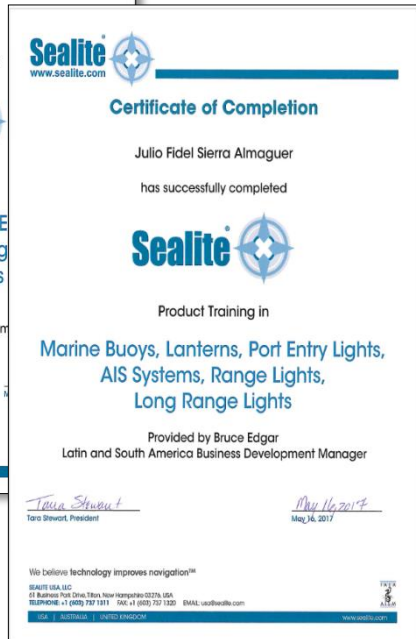 Sealite®
www.sealite.com
Certificate of Completion
Julio Fidel Sierra Almaguer
has successfully completed
Sealite®
Product Training in
Marine Buoys, Lanterns, Port Entry Lights,
AIS Systems, Range Lights,
Long Range Lights
Provided by Bruce Edgar
Latin and South America Business Development Manager
Tara Stewart
May 16, 2017
Tara Stewart, President
May 16, 2017
We believe technology improves navigation™
SEALITE USA, LLC
61 Business Park Drive, Tilton, New Hampshire 03276, USA
TELEPHONE: +1 (603) 737 1311 FAX: +1 (603) 737 1320 EMAIL: usa@sealite.com
USA | AUSTRALIA | UNITED KINGDOM
www.sealite.com